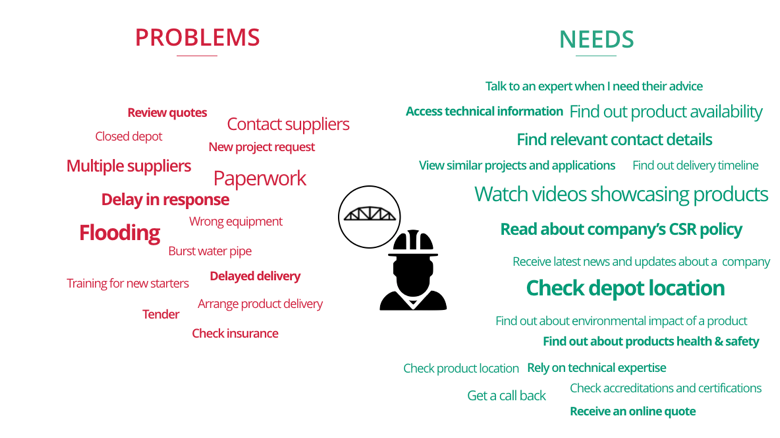 PROBLEMS
Review quotes
Contact suppliers
Closed depot
New project request
Multiple suppliers
Paperwork
Delay in response
Wrong equipment
Flooding
Burst water pipe
Delayed delivery
Training for new starters
Arrange product delivery
Tender
Check insurance
NEEDS
Talk to an expert when I need their advice
Access technical information
Find out product availability
Find relevant contact details
View similar projects and applications
Find out delivery timeline
Watch videos showcasing products
Read about company's CSR policy
Receive latest news and updates about a company
Check depot location
Find out about environmental impact of a product
Find out about products health & safety
Check product location
Rely on technical expertise
Get a call back
Check accreditations and certifications
Receive an online quote